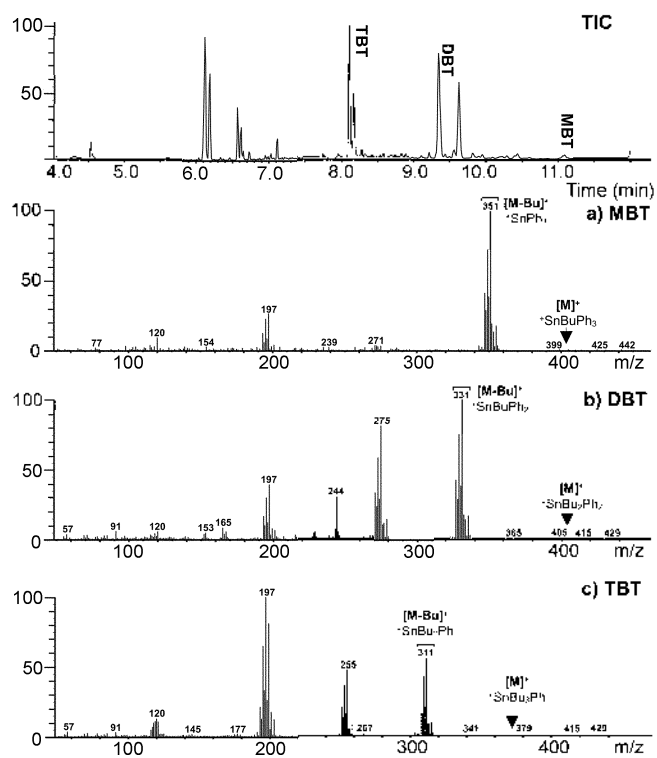 100
TIC
TBT
DBT
MBT
50
4.0 5.0 6.0 7.0 8.0 9.0 10.0 11.0
Time (min)
100
351
[M-Bu]⁺
⁺SnPh₃
a) MBT
50
197
[M]⁺
⁺SnBuPh₃
77 120 154 239 271 399 425 442
0
100 200 300 400 m/z
100
331
[M-Bu]⁺
⁺SnBuPh₂
b) DBT
275
50
197
244
[M]⁺
⁺SnBu₂Ph₂
57 91 120 153 165 365 405 415 429
0
100 200 300 400 m/z
100
197
c) TBT
[M-Bu]⁺
⁺SnBu₂Ph
311
255
50
[M]⁺
⁺SnBu₃Ph
57 91 120 145 177 267 341 379 415 429
0
100 200 300 400 m/z